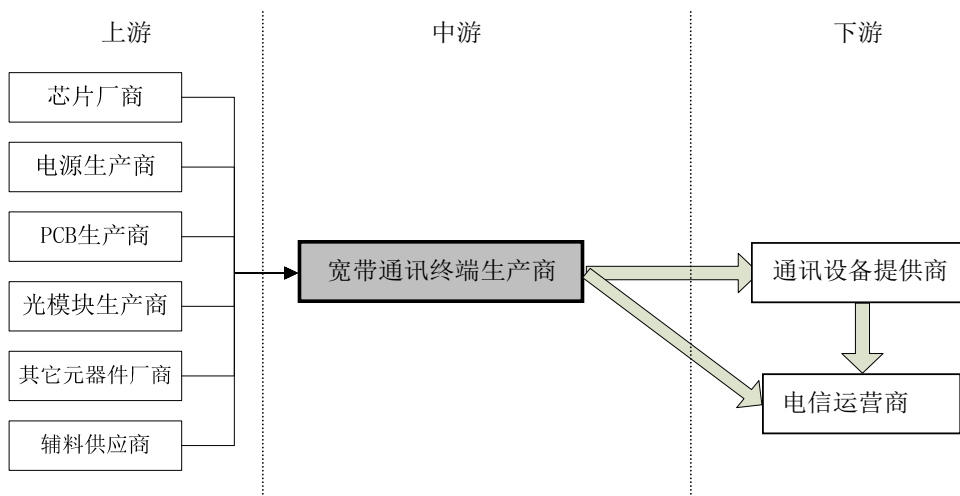 上游
中游
下游
芯片厂商
电源生产商
PCB生产商
光模块生产商
其它元器件厂商
辅料供应商
宽带通讯终端生产商
通讯设备提供商
电信运营商